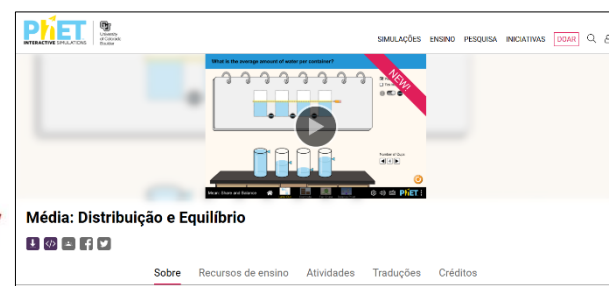 PhET
INTERACTIVE SIMULATIONS
University
of Colorado
Boulder
SIMULAÇÕES ENSINO PESQUISA INICIATIVAS DOAR
What is the average amount of water per container?
NEW!
Number of Cups
Mean: Share and Balance
PhET
Média: Distribuição e Equilíbrio
Sobre Recursos de ensino Atividades Traduções Créditos